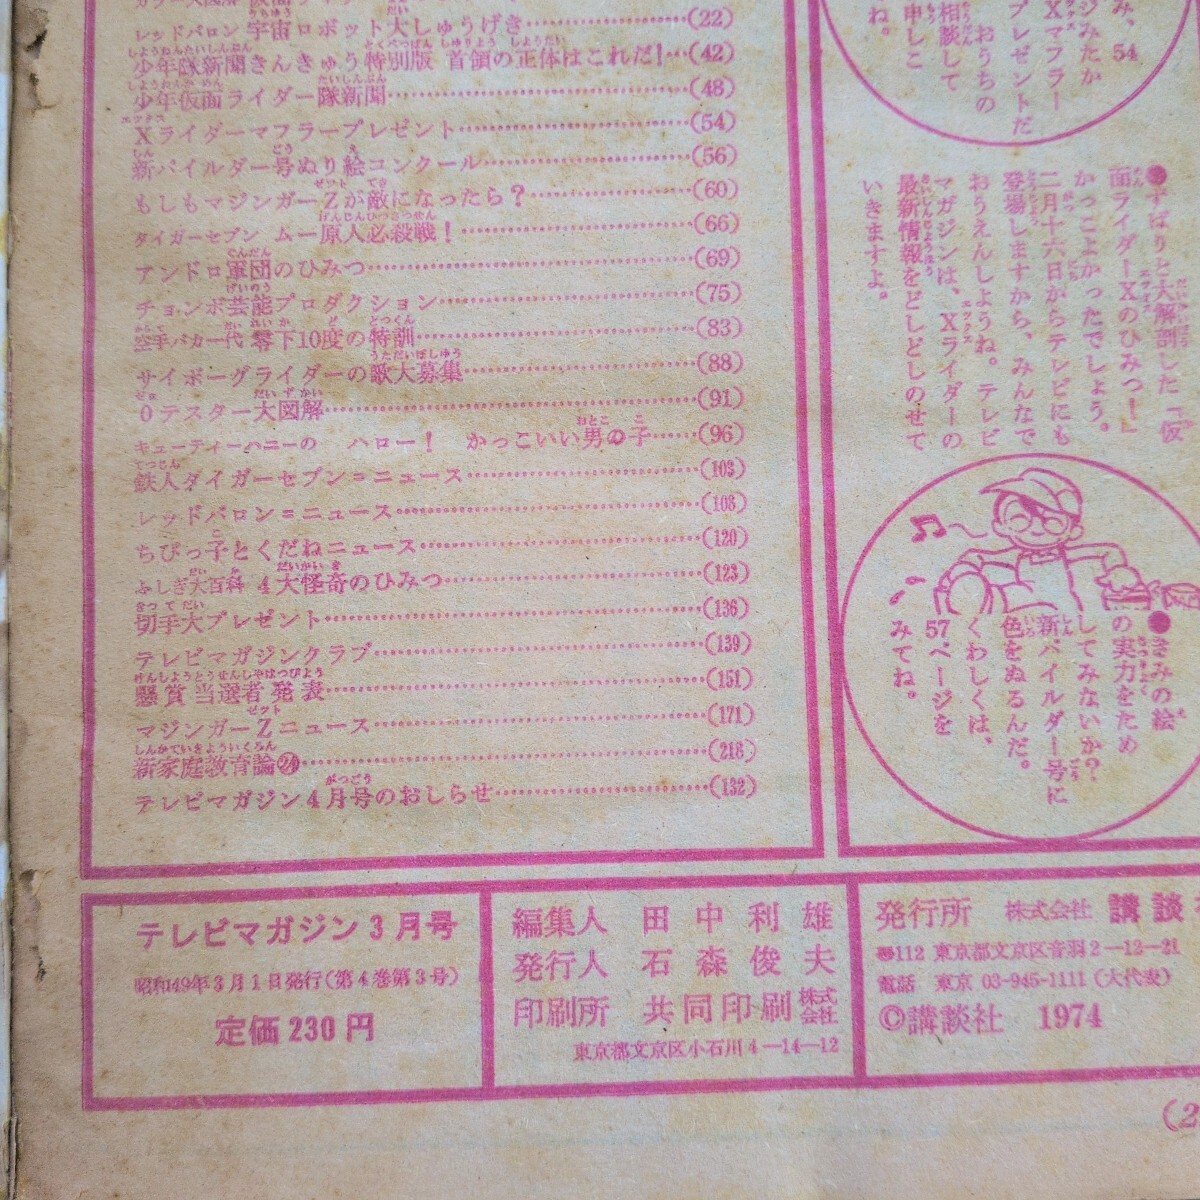 レッドバロン 宇宙ロボット大しゅうげき…(22)
少年隊新聞きんきゅう特別版 首領の正体はこれだ!…(42)
少年仮面ライダー隊新聞…(48)
Xライダーマフラープレゼント…(54)
新パイルダー号ぬり絵コンクール…(56)
もしもマジンガーZが敵になったら?…(60)
タイガーセブン ムー原人必殺戦!…(66)
アンドロ軍団のひみつ…(69)
チョンボ芸能プロダクション…(75)
空手バカ一代 零下10度の特訓…(83)
サイボーグライダーの歌大募集…(88)
0テスター大図解…(91)
キューティーハニーの ハロー! かっこいい男の子…(96)
鉄人タイガーセブン=ニュース…(103)
レッドバロン=ニュース…(108)
ちびっ子とくだねニュース…(120)
ふしぎ大百科 4大怪奇のひみつ…(123)
切手大プレゼント…(136)
テレビマガジンクラブ…(139)
懸賞当選者発表…(151)
マジンガーZニュース…(171)
新家庭教育論㉔…(218)
テレビマガジン4月号のおしらせ…(132)
み、54
ジみたか
Xマフラー
プレゼントだ
おうちの
相談して
申しこ
ね。
●ずばりと大解剖した「仮
面ライダーXのひみつ!」
かっこよかったでしょう。
二月十六日からテレビにも
登場しますから、みんなで
おうえんしようね。テレビ
マガジンは、Xライダーの
最新情報をどしどしのせて
いきますよ。
●きみの絵
の実力をため
してみないか?
新パイルダー号に
色をぬるんだ。
くわしくは、
57ページを
みてね。
テレビマガジン3月号
昭和49年3月1日発行(第4巻第3号)
定価230円
編集人 田中利雄
発行人 石森俊夫
印刷所 共同印刷株式会社
東京都文京区小石川4—14—12
発行所 株式会社 講談
112 東京都文京区音羽2—12—21
電話 東京 03-945-1111(大代表)
©講談社 1974
(2